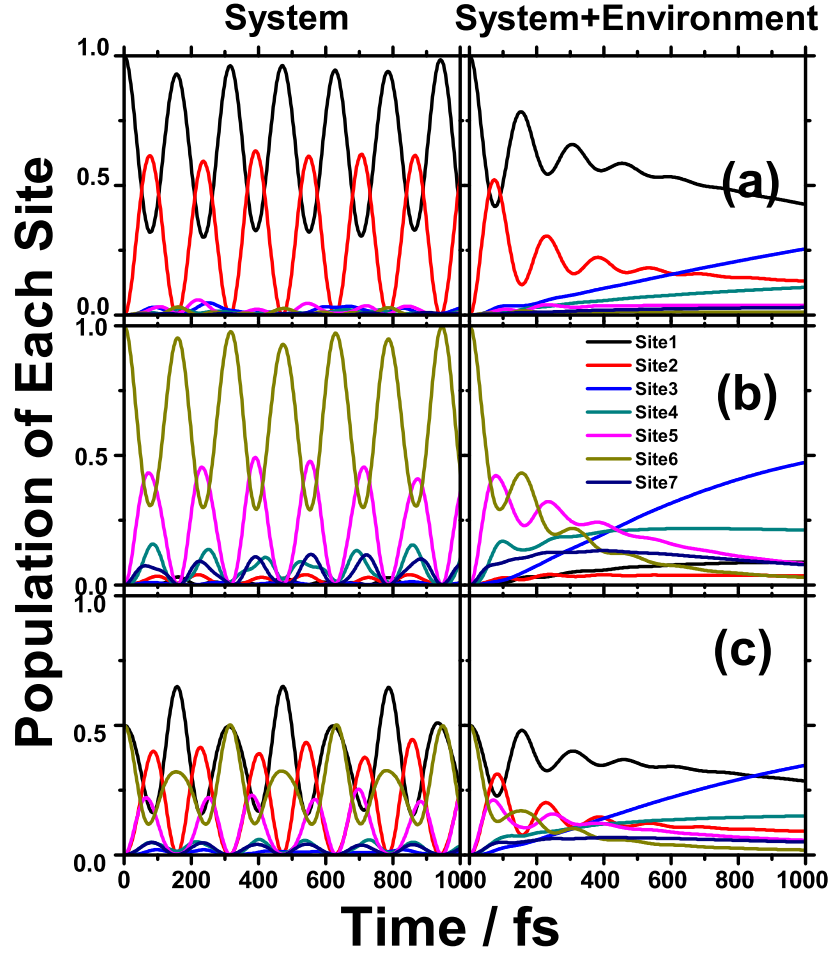 System
System+Environment
Population of Each Site
1.0
0.5
0.0
(a)
1.0
0.5
0.0
Site1
Site2
Site3
Site4
Site5
Site6
Site7
(b)
1.0
0.5
0.0
(c)
0 200 400 600 800 1000 200 400 600 800 1000
Time / fs